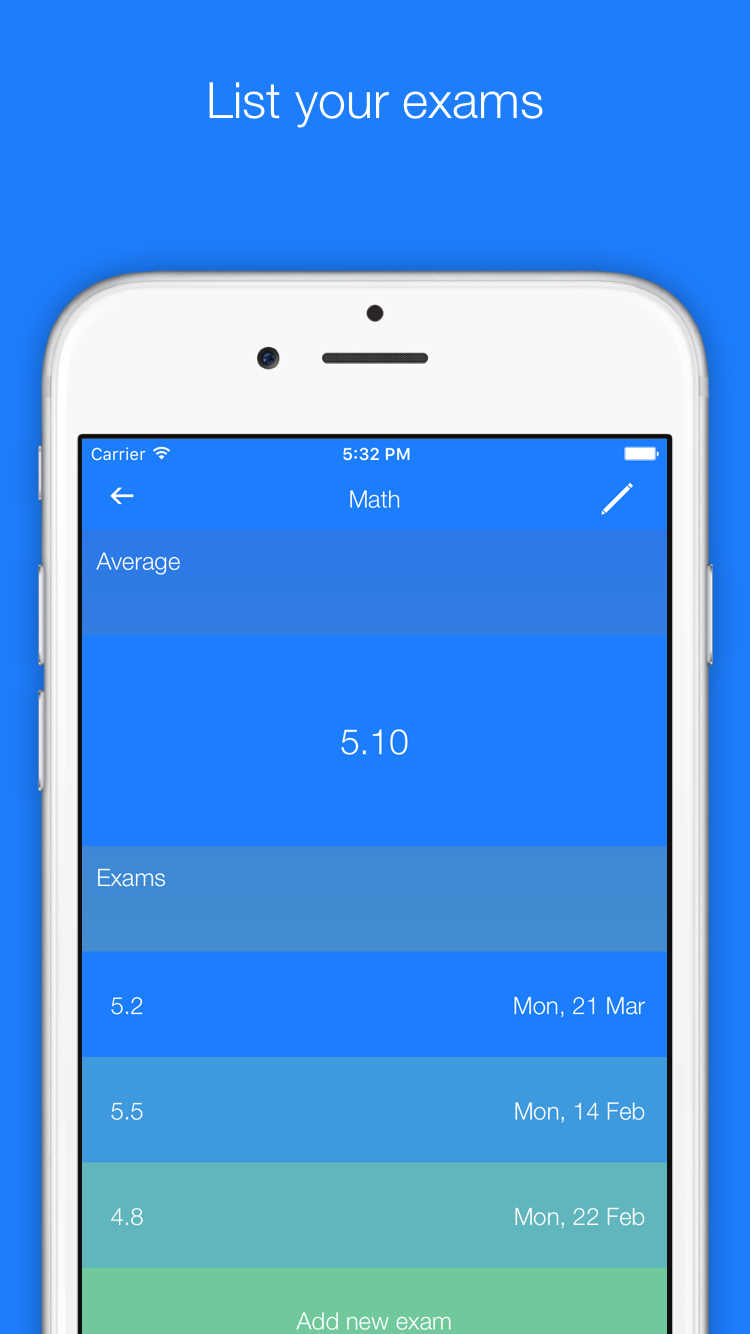 List your exams
Carrier 5:32 PM
Math
Average
5.10
Exams
5.2 Mon, 21 Mar
5.5 Mon, 14 Feb
4.8 Mon, 22 Feb
Add new exam